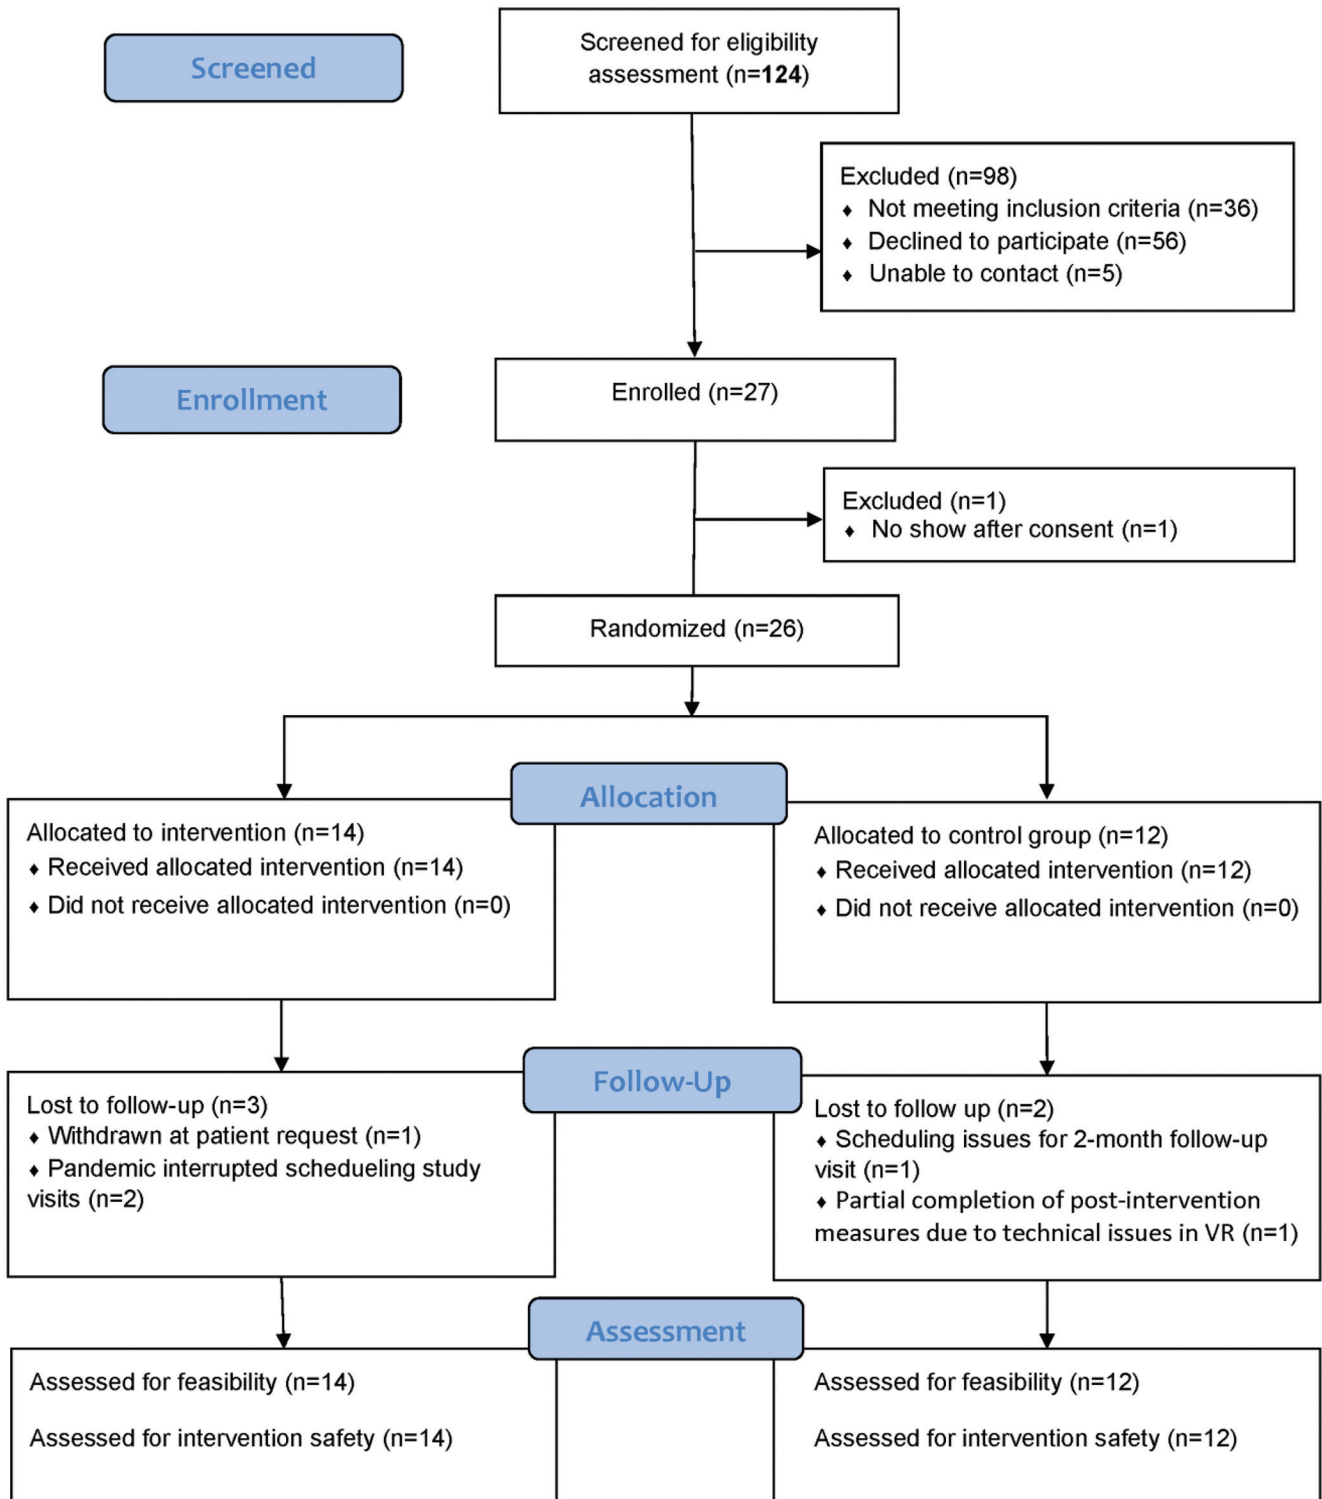 Screened
Screened for eligibility
assessment (n=124)
Excluded (n=98)
♦ Not meeting inclusion criteria (n=36)
♦ Declined to participate (n=56)
♦ Unable to contact (n=5)
Enrollment
Enrolled (n=27)
Excluded (n=1)
♦ No show after consent (n=1)
Randomized (n=26)
Allocation
Allocated to intervention (n=14)
♦ Received allocated intervention (n=14)
♦ Did not receive allocated intervention (n=0)
Allocated to control group (n=12)
♦ Received allocated intervention (n=12)
♦ Did not receive allocated intervention (n=0)
Follow-Up
Lost to follow-up (n=3)
♦ Withdrawn at patient request (n=1)
♦ Pandemic interrupted schedueling study
visits (n=2)
Lost to follow up (n=2)
♦ Scheduling issues for 2-month follow-up
visit (n=1)
♦ Partial completion of post-intervention
measures due to technical issues in VR (n=1)
Assessment
Assessed for feasibility (n=14)
Assessed for intervention safety (n=14)
Assessed for feasibility (n=12)
Assessed for intervention safety (n=12)